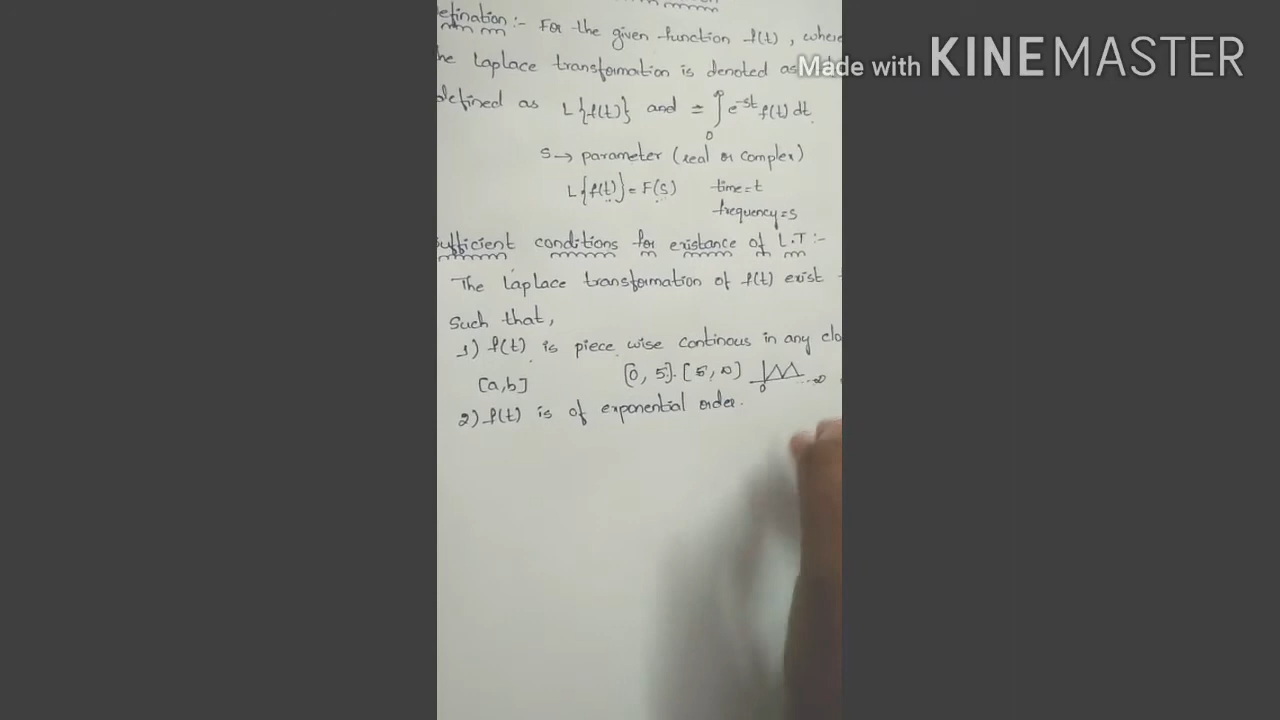 efination :- For the given function f(t), where
he Laplace transformation is denoted as
Made with KINEMASTER
defined as L{f(t)} and = ∫₀^∞ e^-st f(t) dt.
s → parameter (real or complex)
L{f(t)} = F(s) time = t
frequency = s
ufficient conditions for existance of L.T :-
The Laplace transformation of f(t) exist
Such that,
1) f(t) is piece wise continous in any clo
[a,b] [0, 5]. [5, ∞) 0 ∞
2) f(t) is of exponential order.